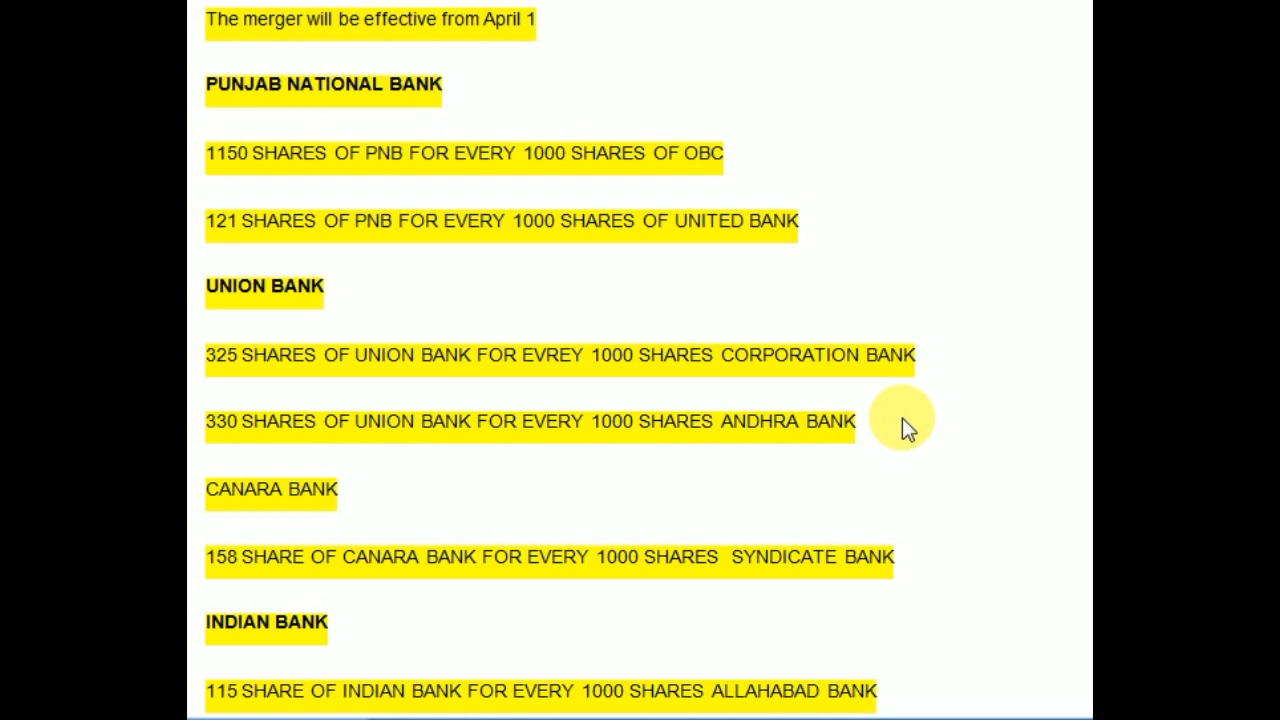 The merger will be effective from April 1
PUNJAB NATIONAL BANK
1150 SHARES OF PNB FOR EVERY 1000 SHARES OF OBC
121 SHARES OF PNB FOR EVERY 1000 SHARES OF UNITED BANK
UNION BANK
325 SHARES OF UNION BANK FOR EVREY 1000 SHARES CORPORATION BANK
330 SHARES OF UNION BANK FOR EVERY 1000 SHARES ANDHRA BANK
CANARA BANK
158 SHARE OF CANARA BANK FOR EVERY 1000 SHARES SYNDICATE BANK
INDIAN BANK
115 SHARE OF INDIAN BANK FOR EVERY 1000 SHARES ALLAHABAD BANK